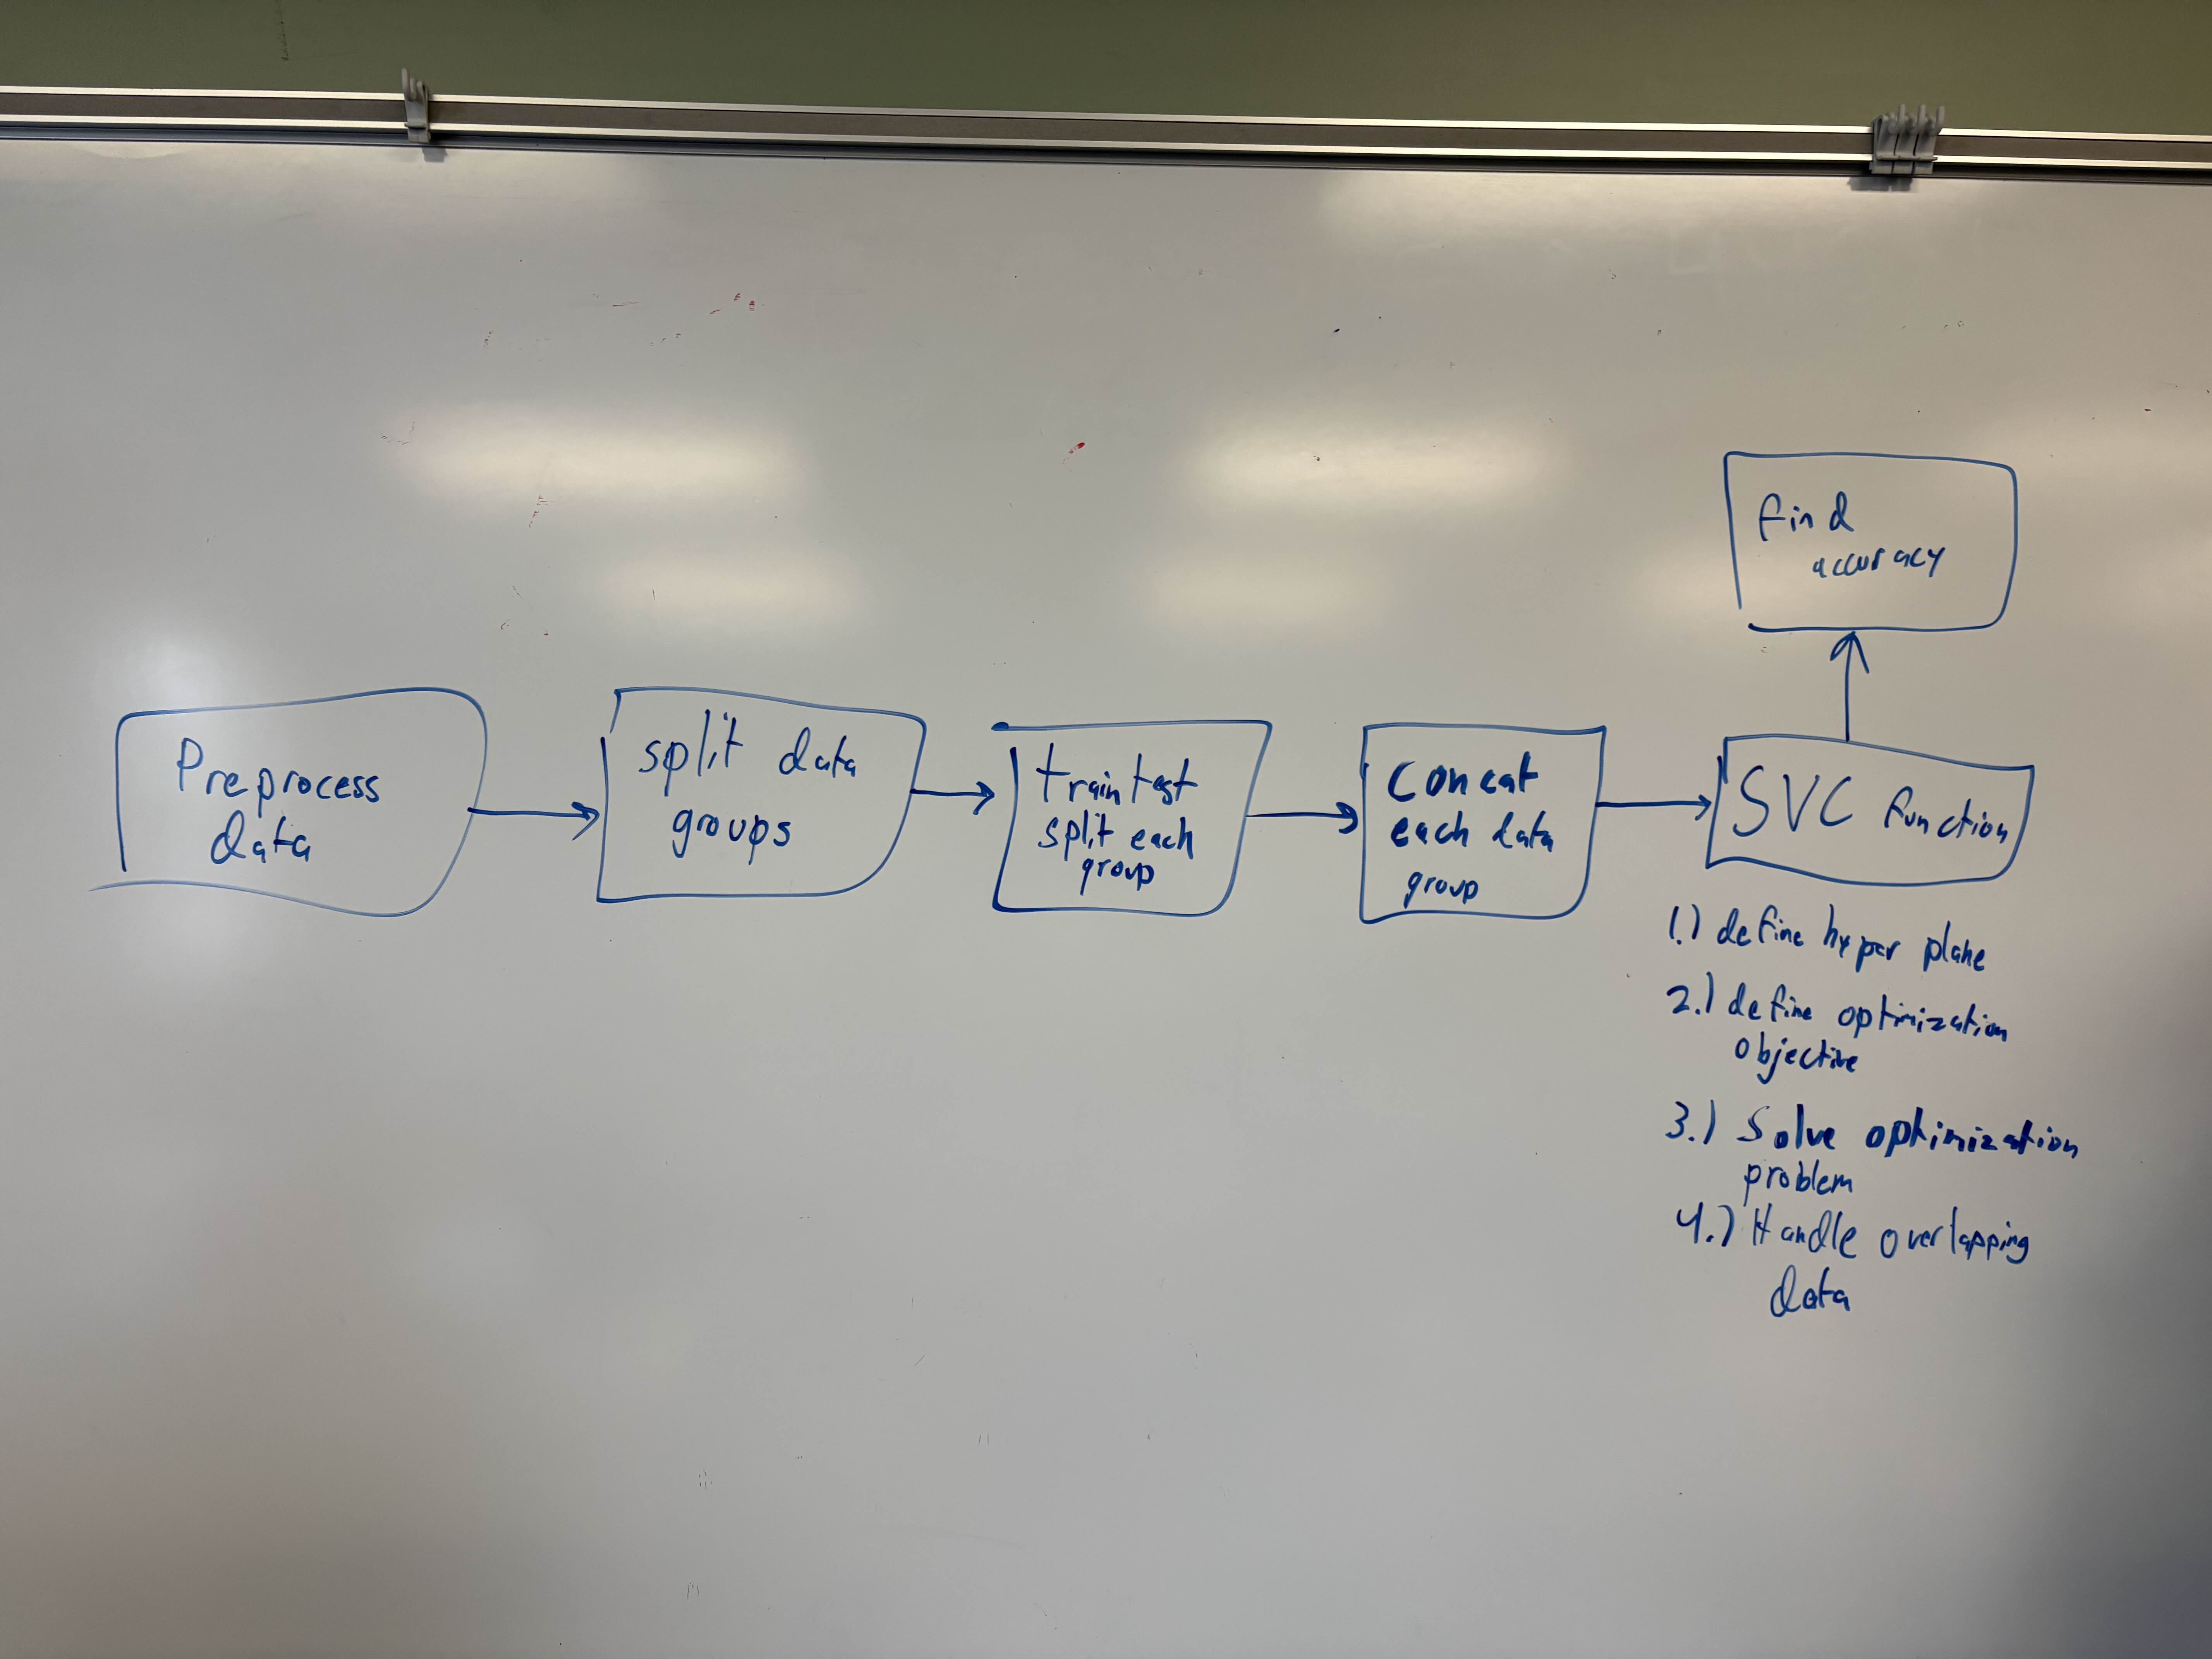 Preprocess
data
split data
groups
train test
split each
group
Concat
each data
group
SVC function
find
accuracy
1.) define hyper plane
2.) define optimization
objective
3.) Solve optimization
problem
4.) Handle overlapping
data